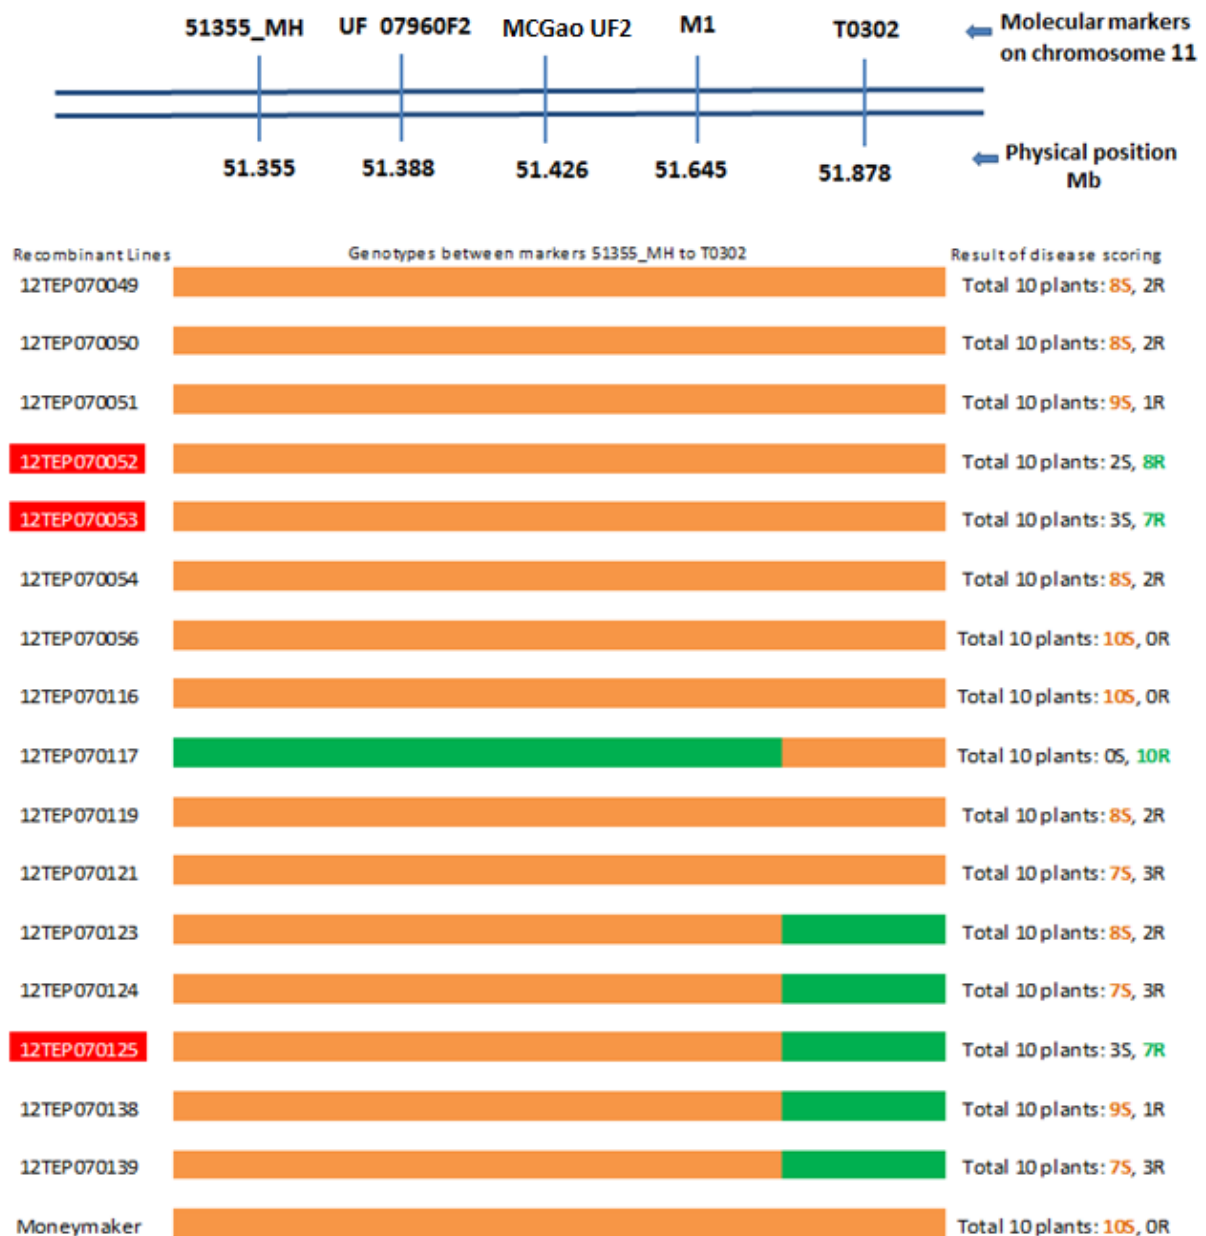 51355_MH UF 07960F2 MCGao UF2 M1 T0302 Molecular markers
on chromosome 11
51.355 51.388 51.426 51.645 51.878 Physical position
Mb
Recombinant Lines Genotypes between markers 51355_MH to T0302 Result of disease scoring
12TEP070049 Total 10 plants: 8S, 2R
12TEP070050 Total 10 plants: 8S, 2R
12TEP070051 Total 10 plants: 9S, 1R
12TEP070052 Total 10 plants: 2S, 8R
12TEP070053 Total 10 plants: 3S, 7R
12TEP070054 Total 10 plants: 8S, 2R
12TEP070056 Total 10 plants: 10S, 0R
12TEP070116 Total 10 plants: 10S, 0R
12TEP070117 Total 10 plants: 0S, 10R
12TEP070119 Total 10 plants: 8S, 2R
12TEP070121 Total 10 plants: 7S, 3R
12TEP070123 Total 10 plants: 8S, 2R
12TEP070124 Total 10 plants: 7S, 3R
12TEP070125 Total 10 plants: 3S, 7R
12TEP070138 Total 10 plants: 9S, 1R
12TEP070139 Total 10 plants: 7S, 3R
Moneymaker Total 10 plants: 10S, 0R